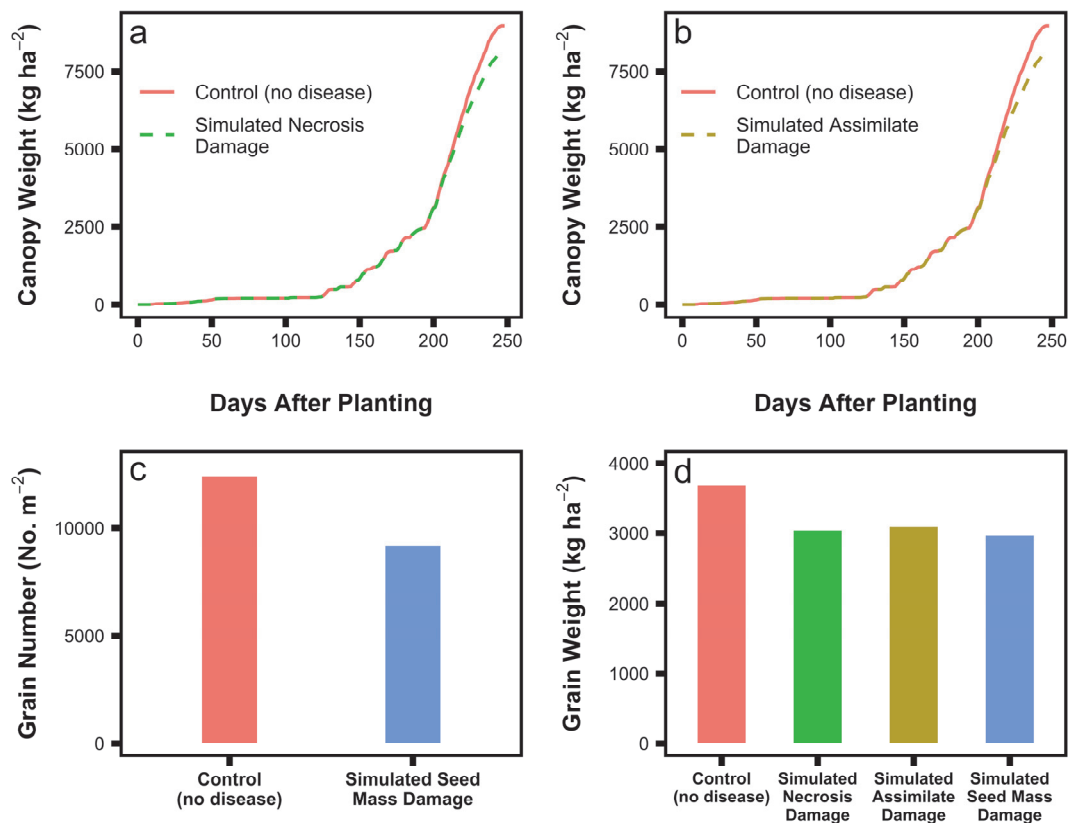 a
Canopy Weight (kg ha⁻²)
7500
5000
2500
0
Control (no disease)
Simulated Necrosis
Damage
0 50 100 150 200 250
Days After Planting
b
Canopy Weight (kg ha⁻²)
7500
5000
2500
0
Control (no disease)
Simulated Assimilate
Damage
0 50 100 150 200 250
Days After Planting
c
Grain Number (No. m⁻²)
10000
5000
0
Control
(no disease)
Simulated Seed
Mass Damage
d
Grain Weight (kg ha⁻²)
4000
3000
2000
1000
0
Control
(no disease)
Simulated
Necrosis
Damage
Simulated
Assimilate
Damage
Simulated
Seed Mass
Damage